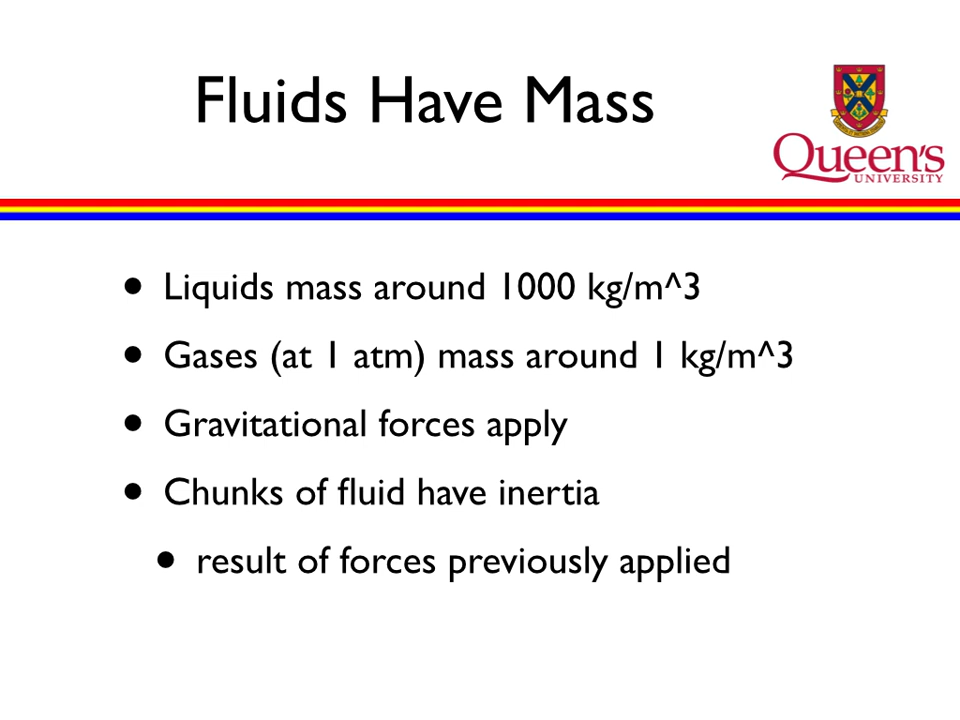 Fluids Have Mass
Queen's
UNIVERSITY
• Liquids mass around 1000 kg/m^3
• Gases (at 1 atm) mass around 1 kg/m^3
• Gravitational forces apply
• Chunks of fluid have inertia
• result of forces previously applied